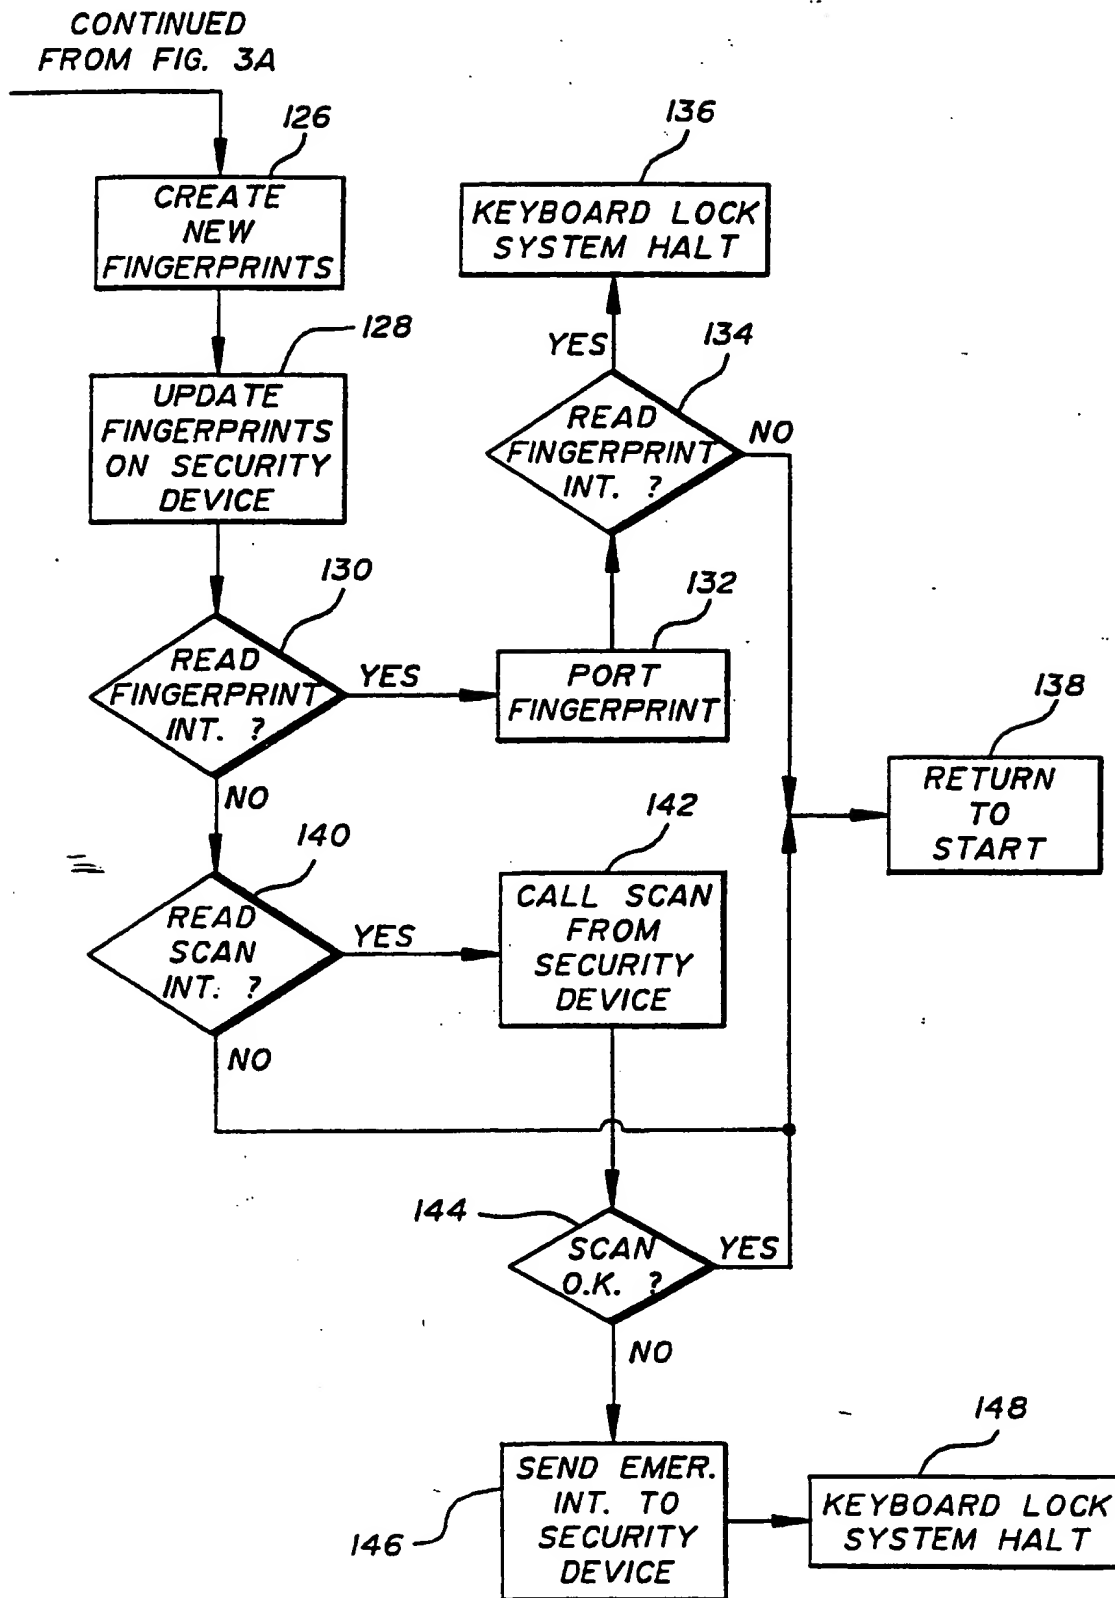 CONTINUED
FROM FIG. 3A
126
CREATE
NEW
FINGERPRINTS
128
UPDATE
FINGERPRINTS
ON SECURITY
DEVICE
130
READ
FINGERPRINT
INT. ?
YES
NO
132
PORT
FINGERPRINT
134
READ
FINGERPRINT
INT. ?
YES
NO
136
KEYBOARD LOCK
SYSTEM HALT
138
RETURN
TO
START
140
READ
SCAN
INT. ?
YES
NO
142
CALL SCAN
FROM
SECURITY
DEVICE
144
SCAN
O.K. ?
YES
NO
146
SEND EMER.
INT. TO
SECURITY
DEVICE
148
KEYBOARD LOCK
SYSTEM HALT